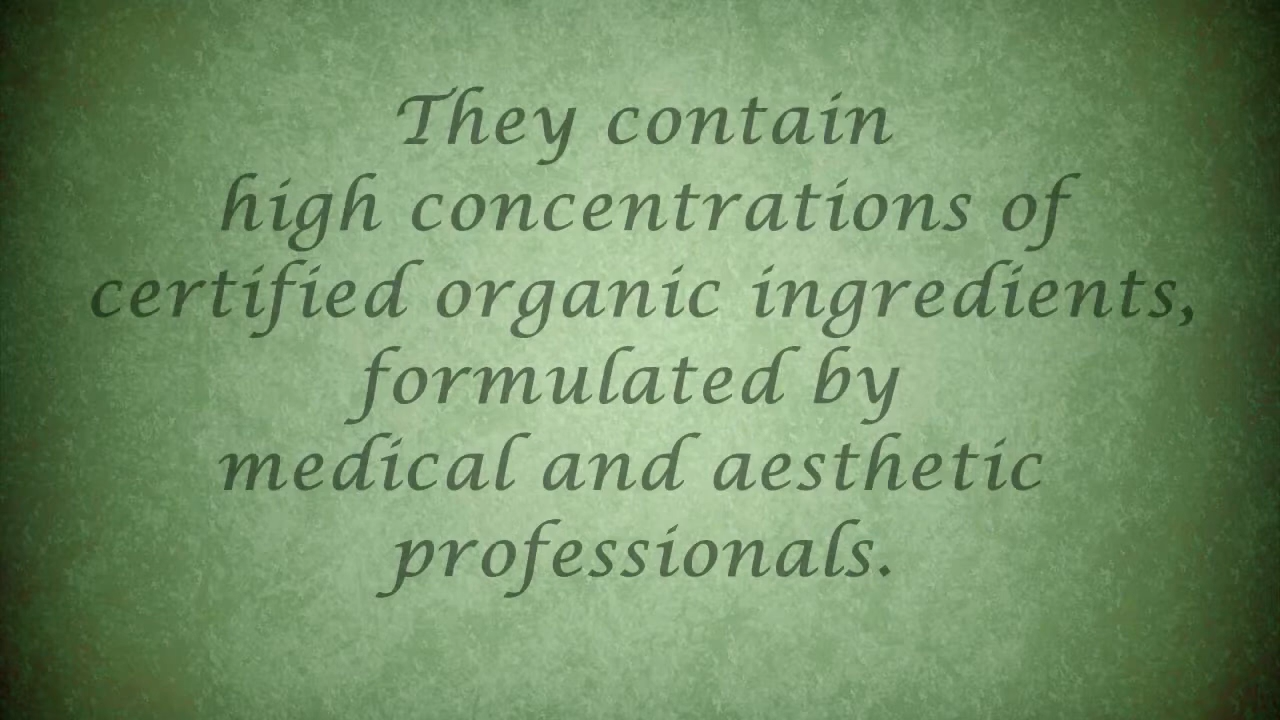 They contain
high concentrations of
certified organic ingredients,
formulated by
medical and aesthetic
professionals.